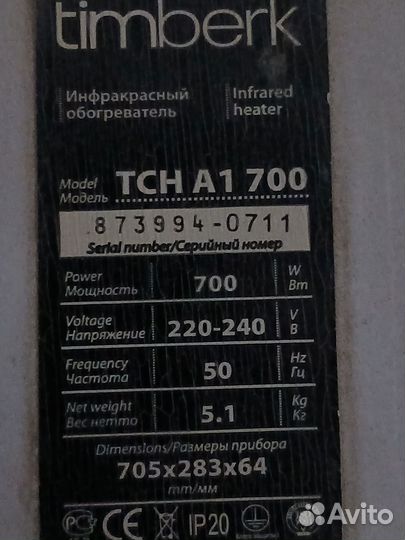 timberk
Инфракрасный обогреватель
Infrared heater
Model
Модель
TCH A1 700
873994-0711
Serial number/Серийный номер
Power
Мощность
700
W
Вт
Voltage
Напряжение
220-240
V
В
Frequency
Частота
50
Hz
Гц
Net weight
Вес нетто
5.1
Kg
Кг
Dimensions/Размеры прибора
705x283x64
mm/мм
CE
IP20
Avito